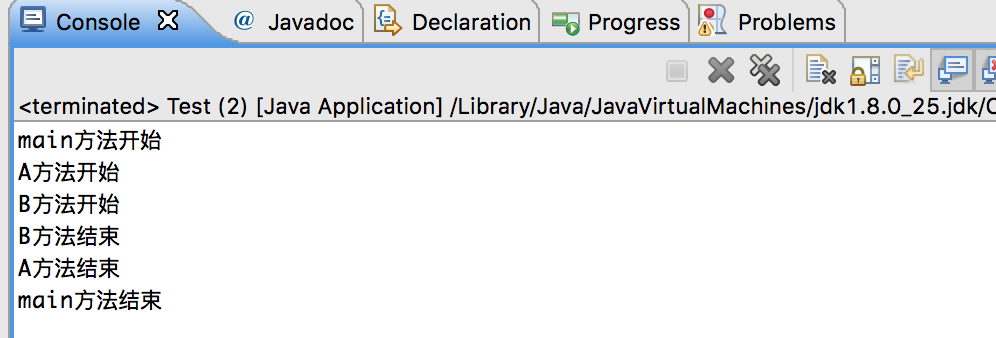 Console @ Javadoc Declaration Progress Problems
<terminated> Test (2) [Java Application] /Library/Java/JavaVirtualMachines/jdk1.8.0_25.jdk/C
main方法开始
A方法开始
B方法开始
B方法结束
A方法结束
main方法结束